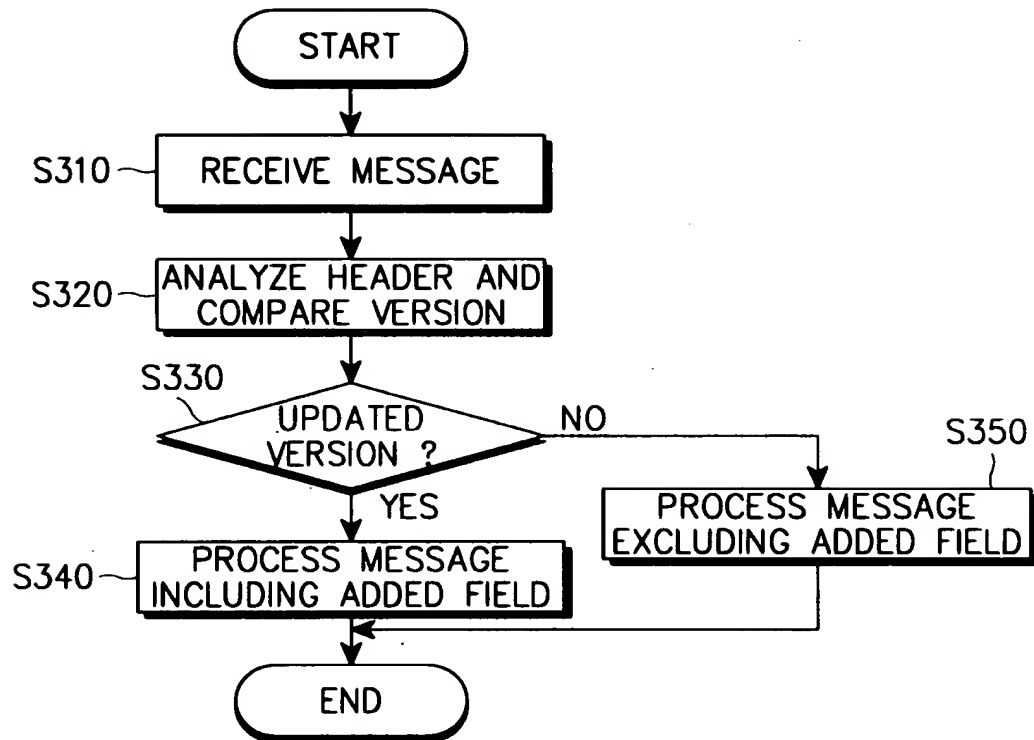 START
S310
RECEIVE MESSAGE
S320
ANALYZE HEADER AND
COMPARE VERSION
S330
UPDATED
VERSION ?
NO
YES
S350
PROCESS MESSAGE
EXCLUDING ADDED FIELD
S340
PROCESS MESSAGE
INCLUDING ADDED FIELD
END